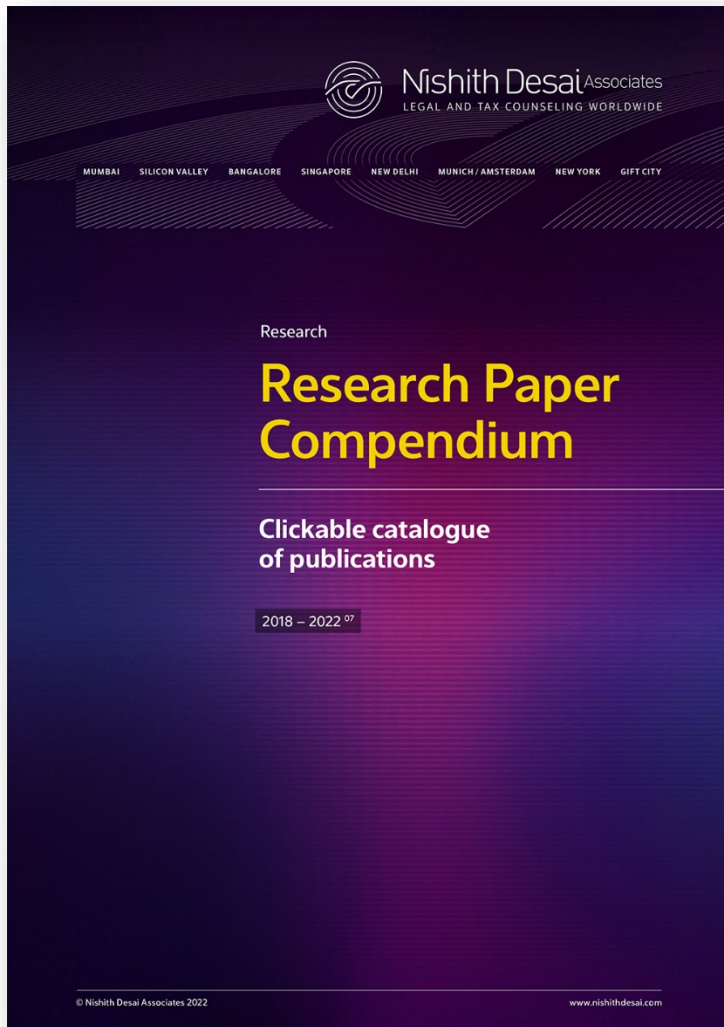 Nishith Desai Associates
LEGAL AND TAX COUNSELING WORLDWIDE
MUMBAI SILICON VALLEY BANGALORE SINGAPORE NEW DELHI MUNICH / AMSTERDAM NEW YORK GIFT CITY
Research
Research Paper
Compendium
Clickable catalogue
of publications
2018 – 2022 ⁰⁷
© Nishith Desai Associates 2022 www.nishithdesai.com